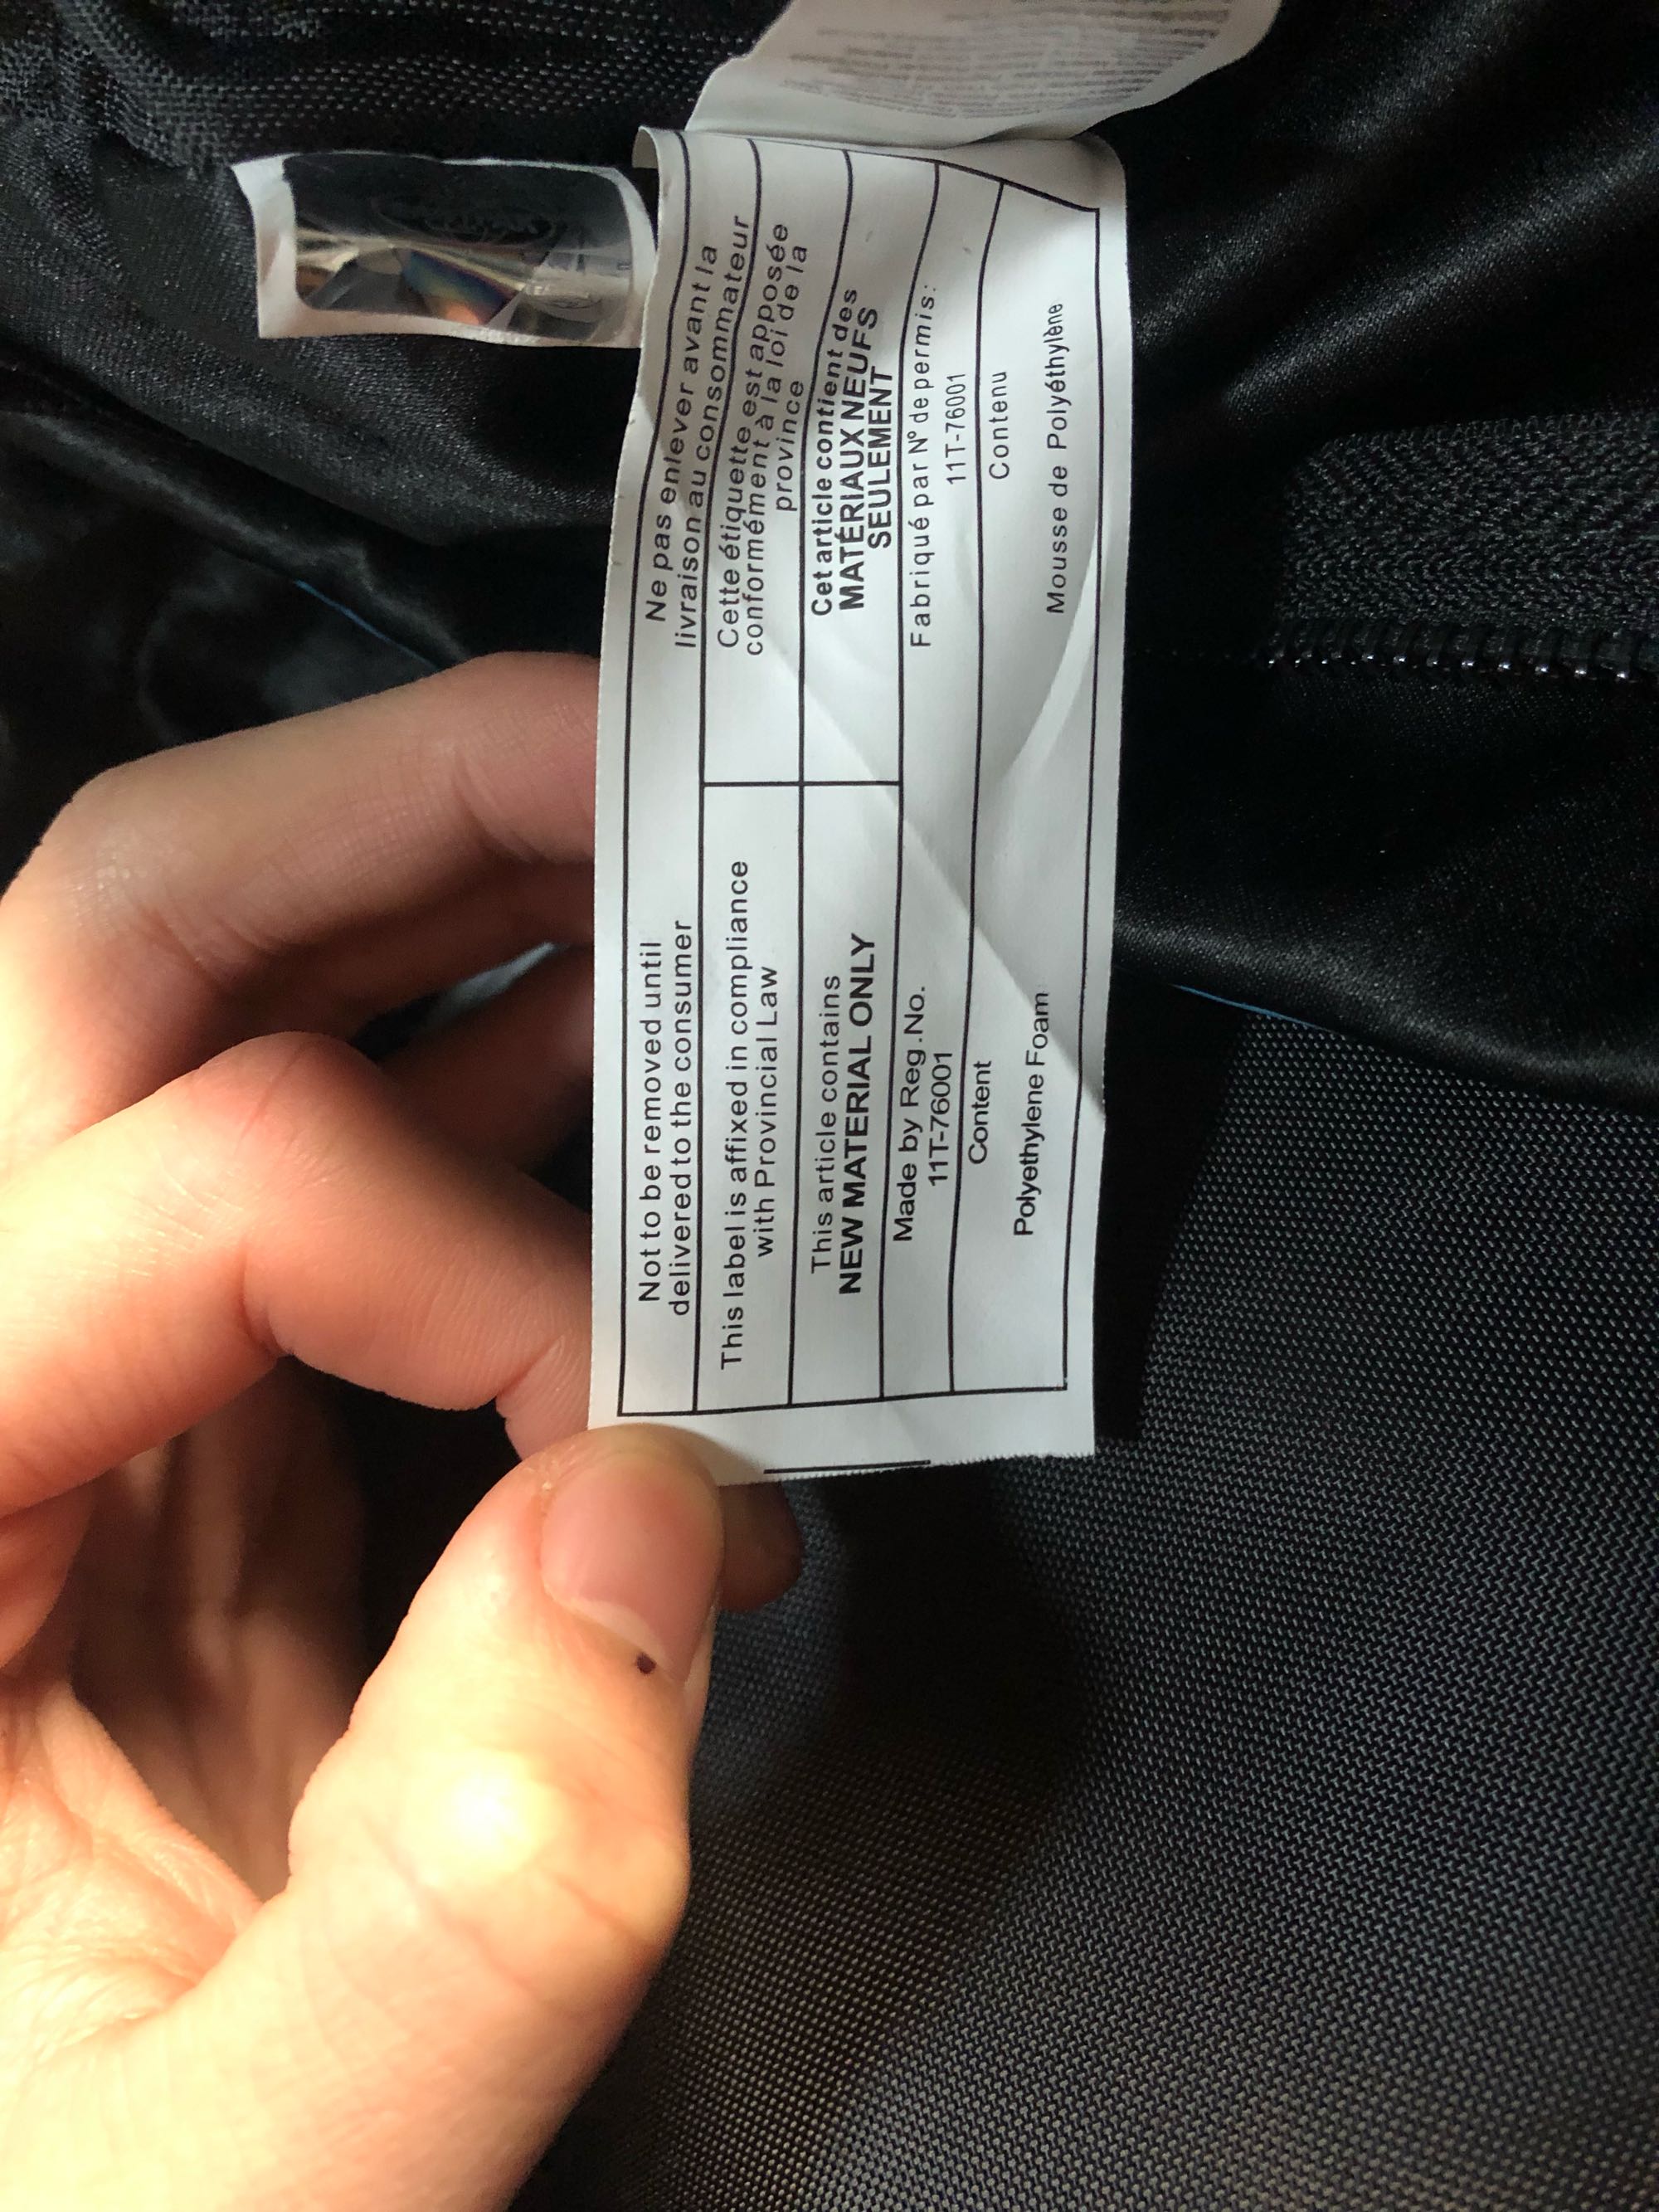 Not to be removed until
delivered to the consumer
Ne pas enlever avant la
livraison au consommateur
This label is affixed in compliance
with Provincial Law
Cette étiquette est apposée
conformément à la loi de la
province
This article contains
NEW MATERIAL ONLY
Cet article contient des
MATÉRIAUX NEUFS
SEULEMENT
Made by Reg.No.
11T-76001
Fabriqué par N° de permis:
11T-76001
Content
Contenu
Polyethylene Foam
Mousse de Polyéthylène